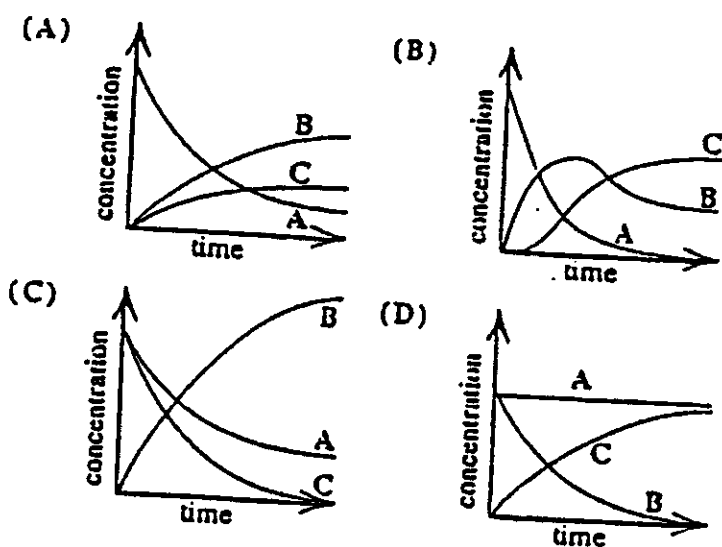 (A)
concentration
B
C
A
time
(B)
concentration
C
B
A
time
(C)
concentration
B
A
C
time
(D)
concentration
A
C
B
time